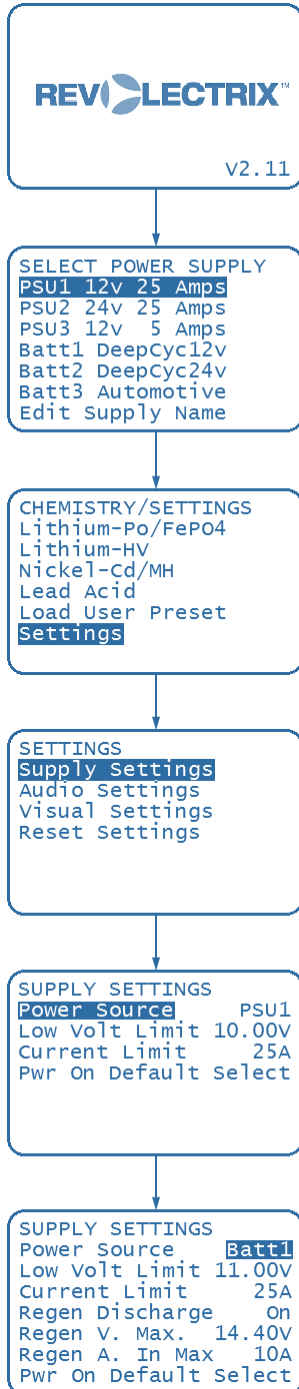 REVOLECTRIX™
v2.11
SELECT POWER SUPPLY
PSU1 12v 25 Amps
PSU2 24v 25 Amps
PSU3 12v 5 Amps
Batt1 DeepCyc12v
Batt2 DeepCyc24v
Batt3 Automotive
Edit Supply Name
CHEMISTRY/SETTINGS
Lithium-Po/FePO4
Lithium-HV
Nickel-Cd/MH
Lead Acid
Load User Preset
Settings
SETTINGS
Supply Settings
Audio Settings
Visual Settings
Reset Settings
SUPPLY SETTINGS
Power Source PSU1
Low Volt Limit 10.00V
Current Limit 25A
Pwr On Default Select
SUPPLY SETTINGS
Power Source Batt1
Low Volt Limit 11.00V
Current Limit 25A
Regen Discharge On
Regen V. Max. 14.40V
Regen A. In Max 10A
Pwr On Default Select